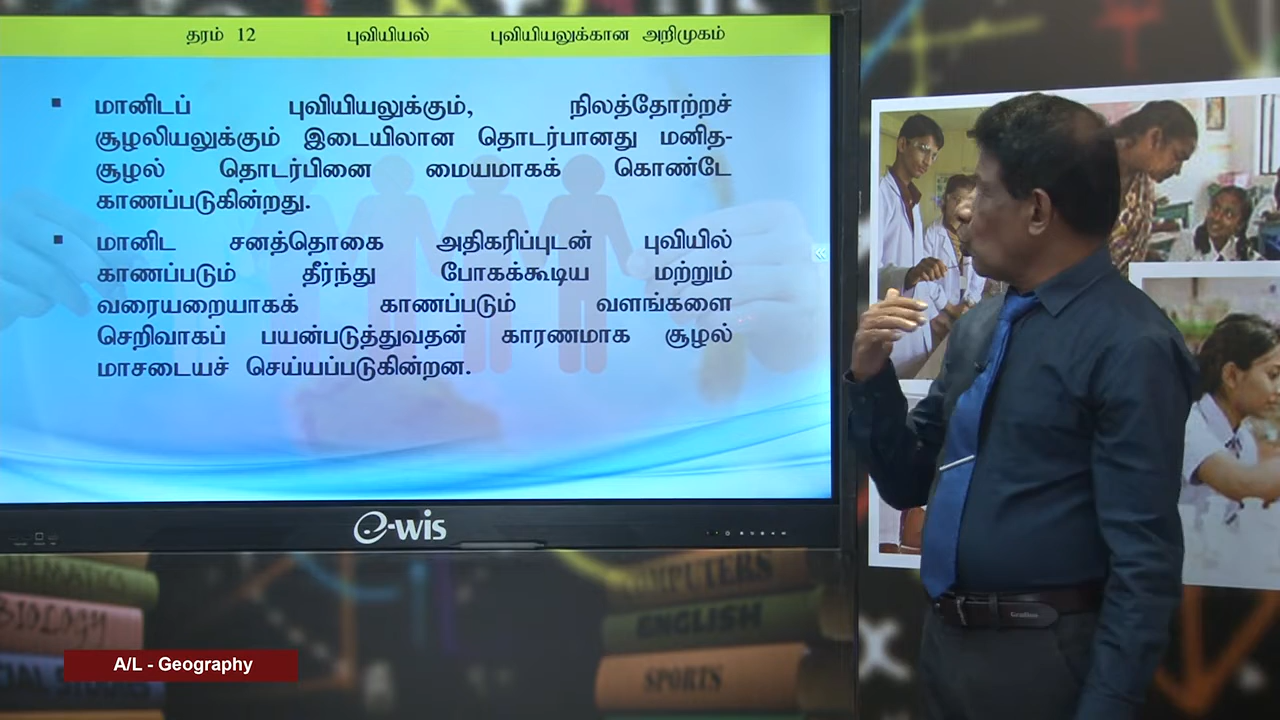 தரம் 12 புவியியல் புவியியலுக்கான அறிமுகம்
மானிடப் புவியியலுக்கும், நிலத்தோற்றச்
சூழலியலுக்கும் இடையிலான தொடர்பானது மனித-
சூழல் தொடர்பினை மையமாகக் கொண்டே
காணப்படுகின்றது.
மானிட சனத்தொகை அதிகரிப்புடன் புவியில்
காணப்படும் தீர்ந்து போகக்கூடிய மற்றும்
வரையறையாகக் காணப்படும் வளங்களை
செறிவாகப் பயன்படுத்துவதன் காரணமாக சூழல்
மாசடையச் செய்யப்படுகின்றன.
e-wis
COMPUTERS
ENGLISH
SPORTS
BIOLOGY
A/L - Geography